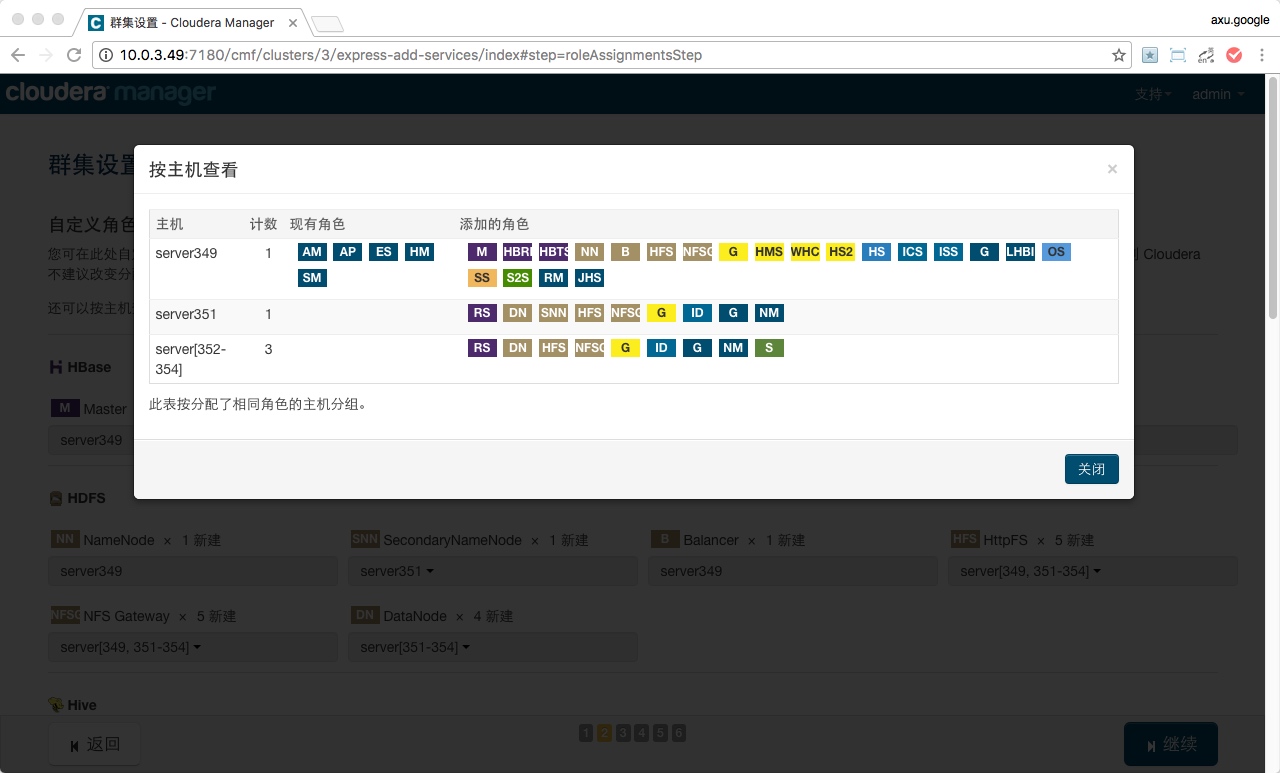 群集设置 - Cloudera Manager
axu.google
10.0.3.49:7180/cmf/clusters/3/express-add-services/index#step=roleAssignmentsStep
cloudera manager
支持 admin
群集设置
按主机查看 ×
自定义角色
主机 计数 现有角色 添加的角色
您可在此处自 Cloudera
不建议改变分
还可以按主机
server349 1 AM AP ES HM M HBR HBTS NN B HFS NFSG G HMS WHC HS2 HS ICS ISS G LHBI OS
SM SS S2S RM JHS
server351 1 RS DN SNN HFS NFSG G ID G NM
server[352-354] 3 RS DN HFS NFSG G ID G NM S
此表按分配了相同角色的主机分组。
关闭
HBase
M Master
server349
HDFS
NN NameNode × 1 新建 SNN SecondaryNameNode × 1 新建 B Balancer × 1 新建 HFS HttpFS × 5 新建
server349 server351 server349 server[349, 351-354]
NFSG NFS Gateway × 5 新建 DN DataNode × 4 新建
server[349, 351-354] server[351-354]
Hive
返回 1 2 3 4 5 6 继续